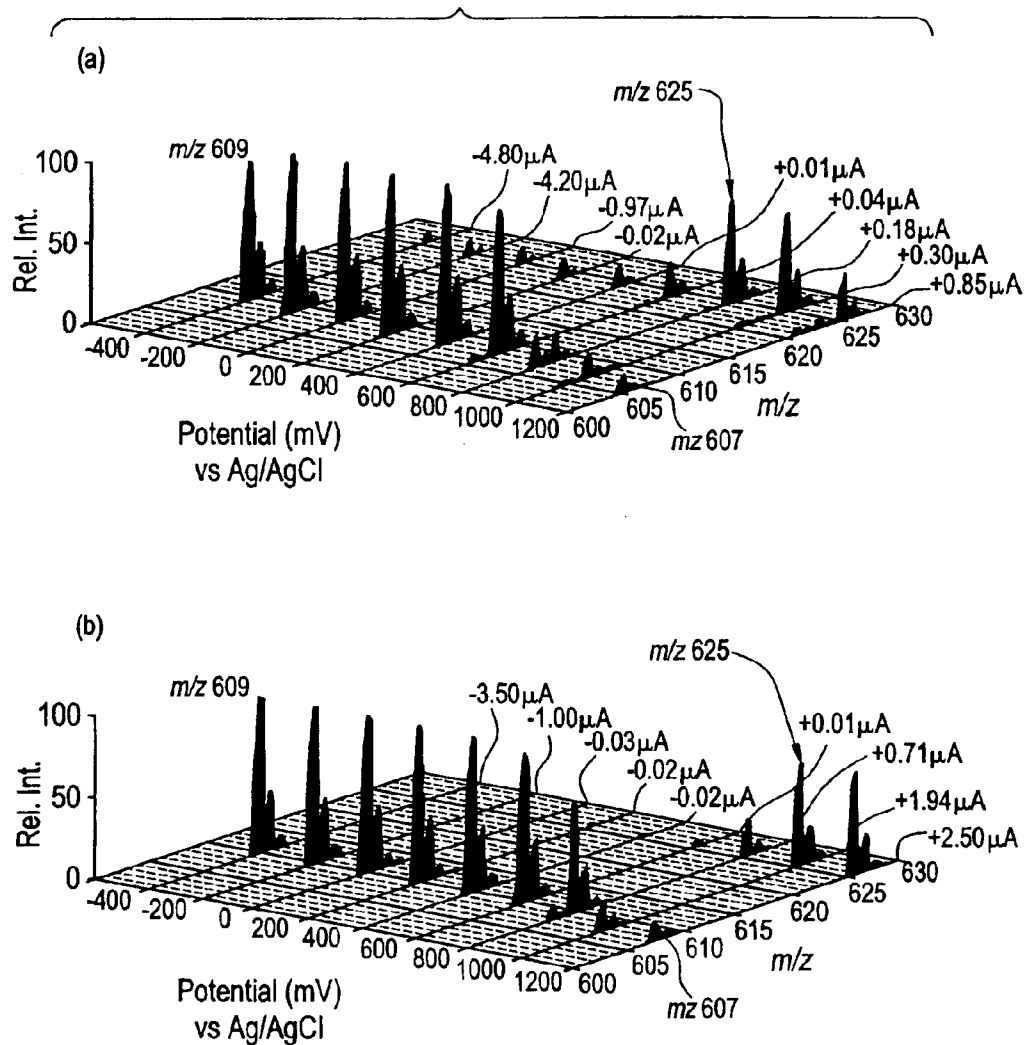 (a)
m/z 625
m/z 609
100
50
0
Rel. Int.
-4.80μA
-4.20μA
-0.97μA
-0.02μA
+0.01μA
+0.04μA
+0.18μA
+0.30μA
+0.85μA
-400
-200
0
200
400
600
800
1000
1200
600
605
610
615
620
625
630
m/z
mz 607
Potential (mV)
vs Ag/AgCl
(b)
m/z 625
m/z 609
100
50
0
Rel. Int.
-3.50μA
-1.00μA
-0.03μA
-0.02μA
-0.02μA
+0.01μA
+0.71μA
+1.94μA
+2.50μA
-400
-200
0
200
400
600
800
1000
1200
600
605
610
615
620
625
630
m/z
mz 607
Potential (mV)
vs Ag/AgCl